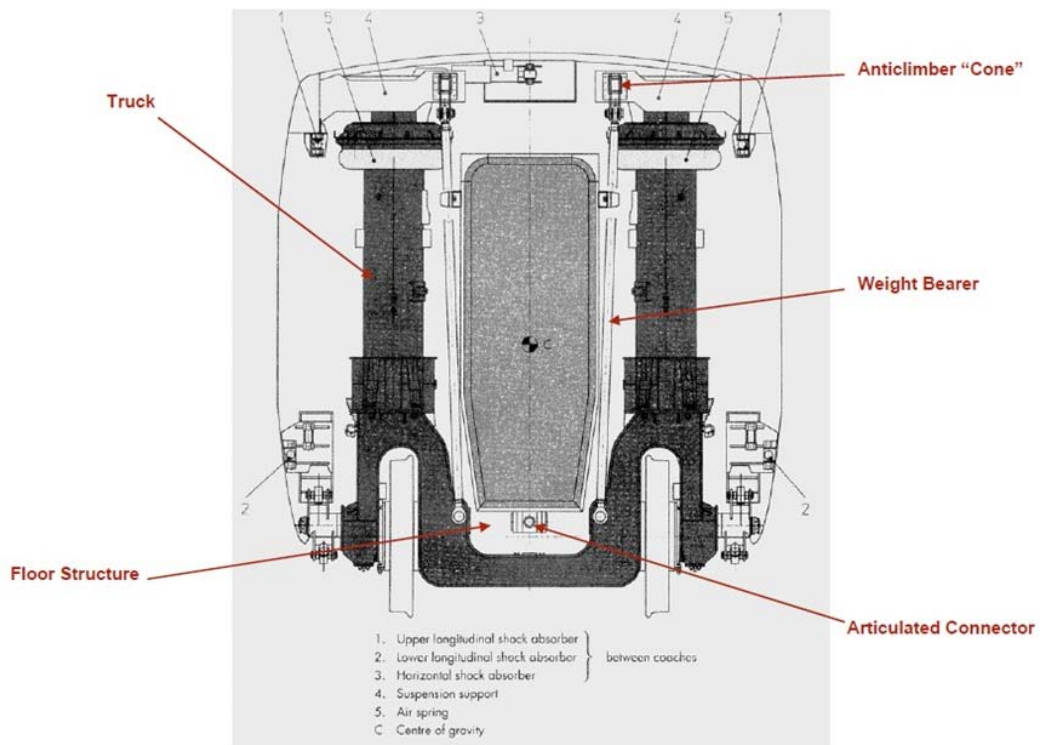 1 5 4 3 4 5 1
Anticlimber “Cone”
Truck
Weight Bearer
C
2 2
Floor Structure
Articulated Connector
1. Upper longitudinal shock absorber
2. Lower longitudinal shock absorber } between coaches
3. Horizontal shock absorber
4. Suspension support
5. Air spring
C Centre of gravity